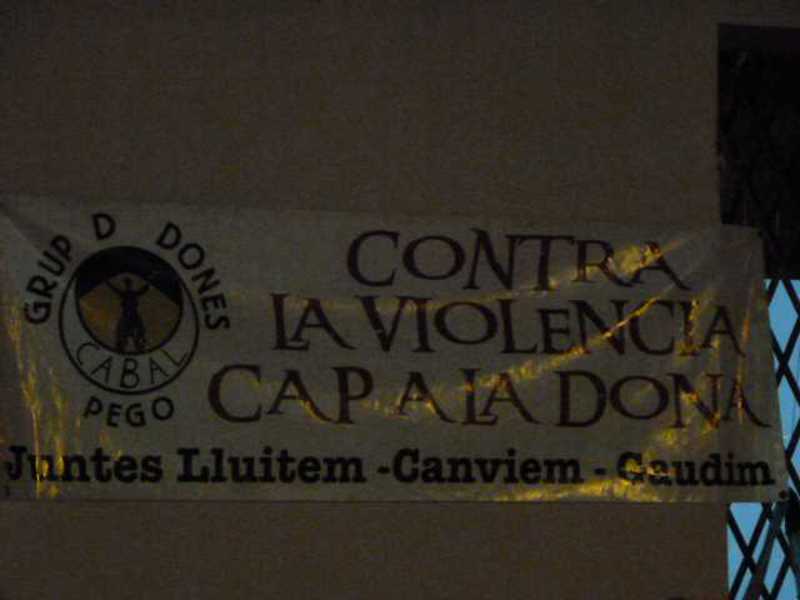 GRUP D DONES
CABAL
PEGO
CONTRA
LA VIOLENCIA
CAP A LA DONA
Juntes Lluitem - Canviem - Gaudim